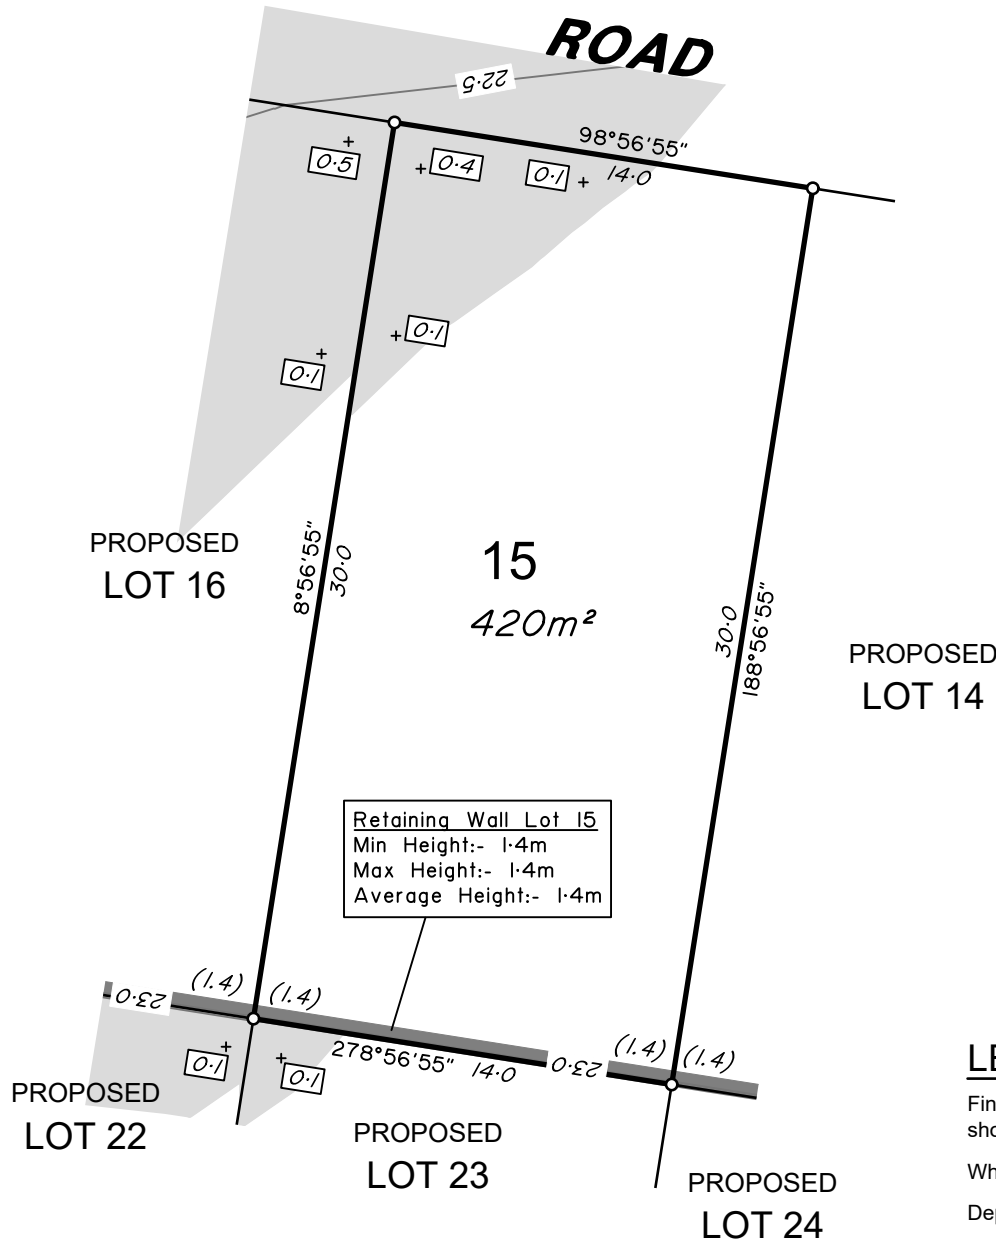 ROAD
22·5
98°56'55"
14·0
0·5
0·4
0·1
0·1
0·1
PROPOSED
LOT 16
8°56'55"
30·0
15
420m²
30·0
188°56'55"
PROPOSED
LOT 14
Retaining Wall Lot 15
Min Height:- 1·4m
Max Height:- 1·4m
Average Height:- 1·4m
23·0
(1.4)
(1.4)
278°56'55"
14·0
23·0
(1.4)
(1.4)
0·1
0·1
PROPOSED
LOT 22
PROPOSED
LOT 23
PROPOSED
LOT 24
LE
Fin
sho
Wh
Dep